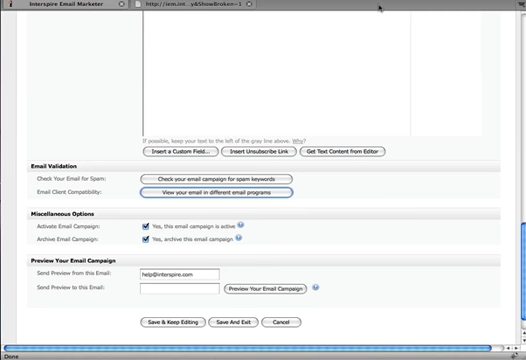 Interspire Email Marketer
http://iem.int...y&ShowBroken=1
If possible, keep your text to the left of the gray line above. Why?
Insert a Custom Field... Insert Unsubscribe Link Get Text Content from Editor
Email Validation
Check Your Email for Spam: Check your email campaign for spam keywords
Email Client Compatibility: View your email in different email programs
Miscellaneous Options
Activate Email Campaign: Yes, this email campaign is active
Archive Email Campaign: Yes, archive this email campaign
Preview Your Email Campaign
Send Preview from this Email: help@interspire.com
Send Preview to this Email: Preview Your Email Campaign
Save & Keep Editing Save And Exit Cancel
Done